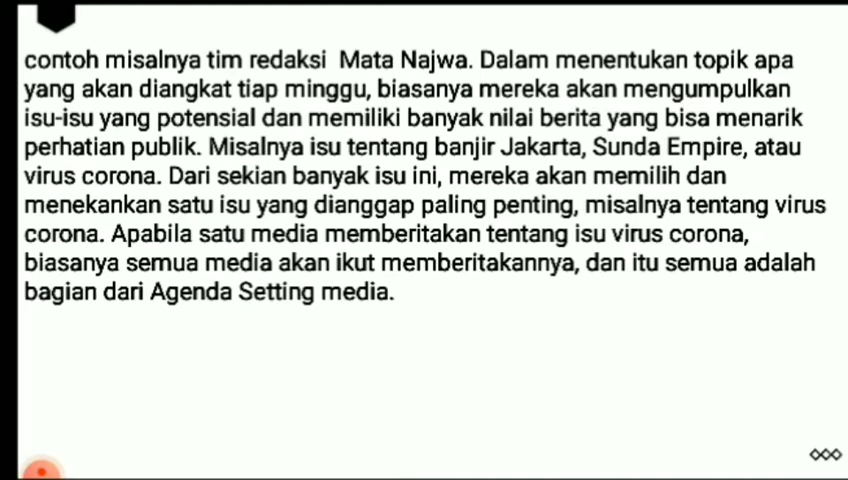 contoh misalnya tim redaksi Mata Najwa. Dalam menentukan topik apa
yang akan diangkat tiap minggu, biasanya mereka akan mengumpulkan
isu-isu yang potensial dan memiliki banyak nilai berita yang bisa menarik
perhatian publik. Misalnya isu tentang banjir Jakarta, Sunda Empire, atau
virus corona. Dari sekian banyak isu ini, mereka akan memilih dan
menekankan satu isu yang dianggap paling penting, misalnya tentang virus
corona. Apabila satu media memberitakan tentang isu virus corona,
biasanya semua media akan ikut memberitakannya, dan itu semua adalah
bagian dari Agenda Setting media.